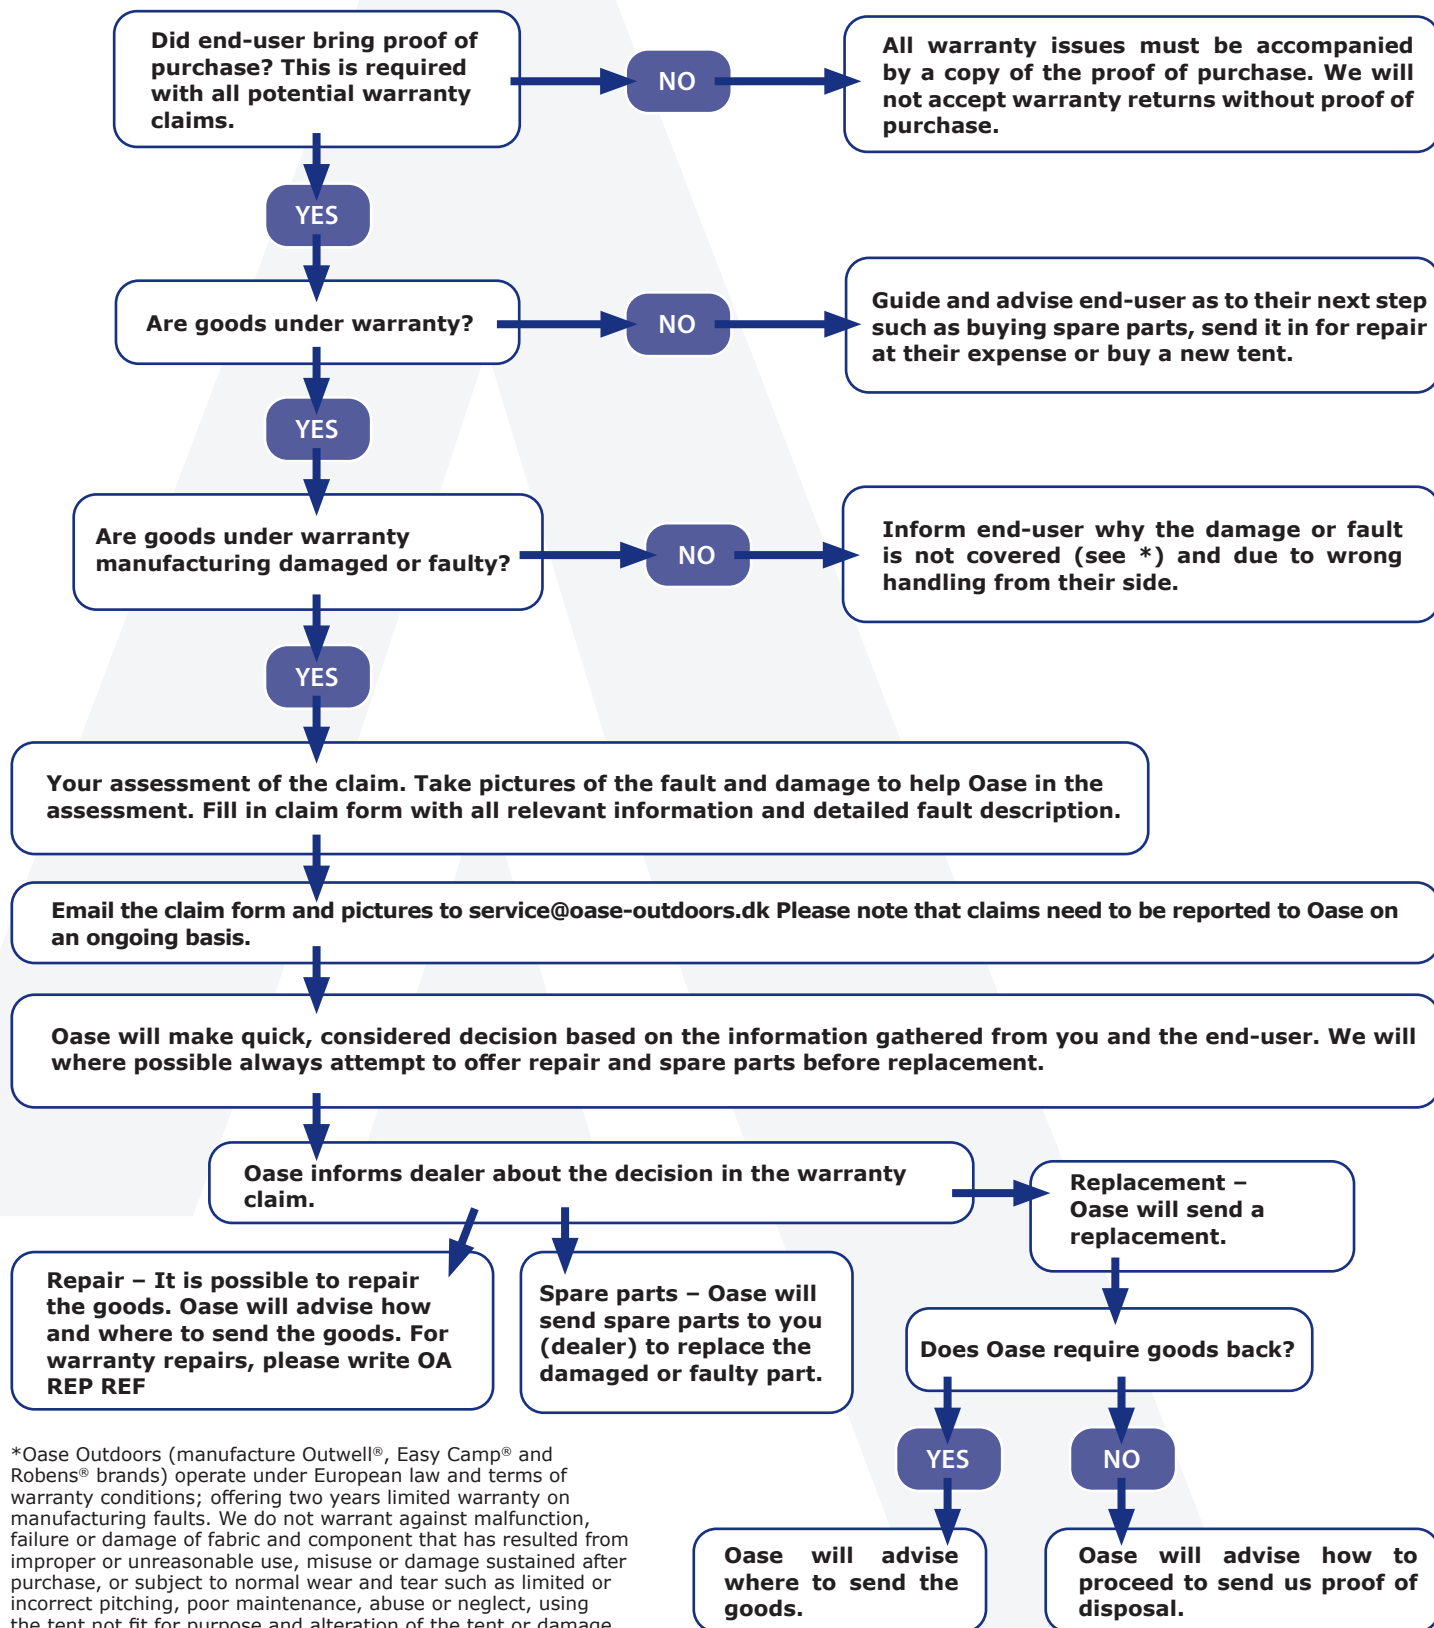 Did end-user bring proof of
purchase? This is required
with all potential warranty
claims.
NO
All warranty issues must be accompanied
by a copy of the proof of purchase. We will
not accept warranty returns without proof of
purchase.
YES
Are goods under warranty?
NO
Guide and advise end-user as to their next step
such as buying spare parts, send it in for repair
at their expense or buy a new tent.
YES
Are goods under warranty
manufacturing damaged or faulty?
NO
Inform end-user why the damage or fault
is not covered (see *) and due to wrong
handling from their side.
YES
Your assessment of the claim. Take pictures of the fault and damage to help Oase in the
assessment. Fill in claim form with all relevant information and detailed fault description.
Email the claim form and pictures to service@oase-outdoors.dk Please note that claims need to be reported to Oase on
an ongoing basis.
Oase will make quick, considered decision based on the information gathered from you and the end-user. We will
where possible always attempt to offer repair and spare parts before replacement.
Oase informs dealer about the decision in the warranty
claim.
Replacement –
Oase will send a
replacement.
Repair – It is possible to repair
the goods. Oase will advise how
and where to send the goods. For
warranty repairs, please write OA
REP REF
Spare parts – Oase will
send spare parts to you
(dealer) to replace the
damaged or faulty part.
Does Oase require goods back?
YES
NO
Oase will advise
where to send the
goods.
Oase will advise how to
proceed to send us proof of
disposal.
*Oase Outdoors (manufacture Outwell®, Easy Camp® and
Robens® brands) operate under European law and terms of
warranty conditions; offering two years limited warranty on
manufacturing faults. We do not warrant against malfunction,
failure or damage of fabric and component that has resulted from
improper or unreasonable use, misuse or damage sustained after
purchase, or subject to normal wear and tear such as limited or
incorrect pitching, poor maintenance, abuse or neglect, using
the tent not fit for purpose and alteration of the tent or damage